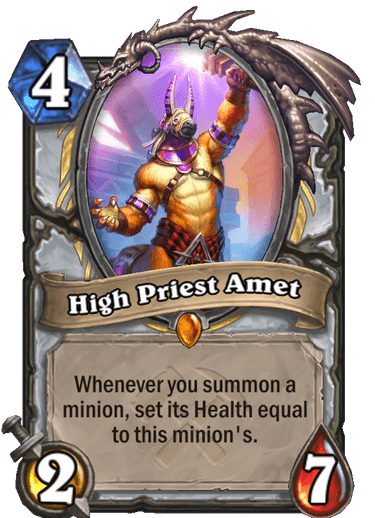 4
High Priest Amet
Whenever you summon a
minion, set its Health equal
to this minion's.
2
7